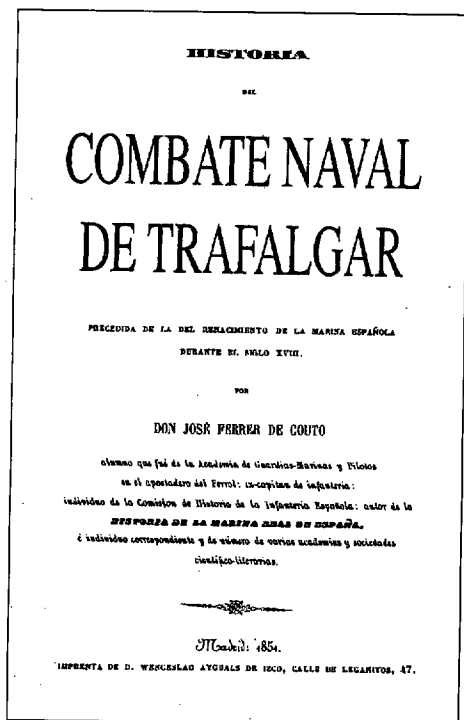 HISTORIA
DEL
COMBATE NAVAL
DE TRAFALGAR
PRECEDIDA DE LA DEL RENACIMIENTO DE LA MARINA ESPAÑOLA
DURANTE EL SIGLO XVIII.
POR
DON JOSÉ FERRER DE COUTO
alumno que fué de la Academia de Guardias-Marinas y Pilotos
en el apostadero del Ferrol: ex-capitan de infantería:
individuo de la Comision de Historia de la Infantería Española: autor de la
HISTORIA DE LA MARINA REAL DE ESPAÑA,
é individuo correspondiente y de número de varias academias y sociedades
científico-literarias.
Madrid: 1851.
IMPRENTA DE D. WENCESLAO AYGUALS DE IZCO, CALLE DE LEGANITOS, 47.